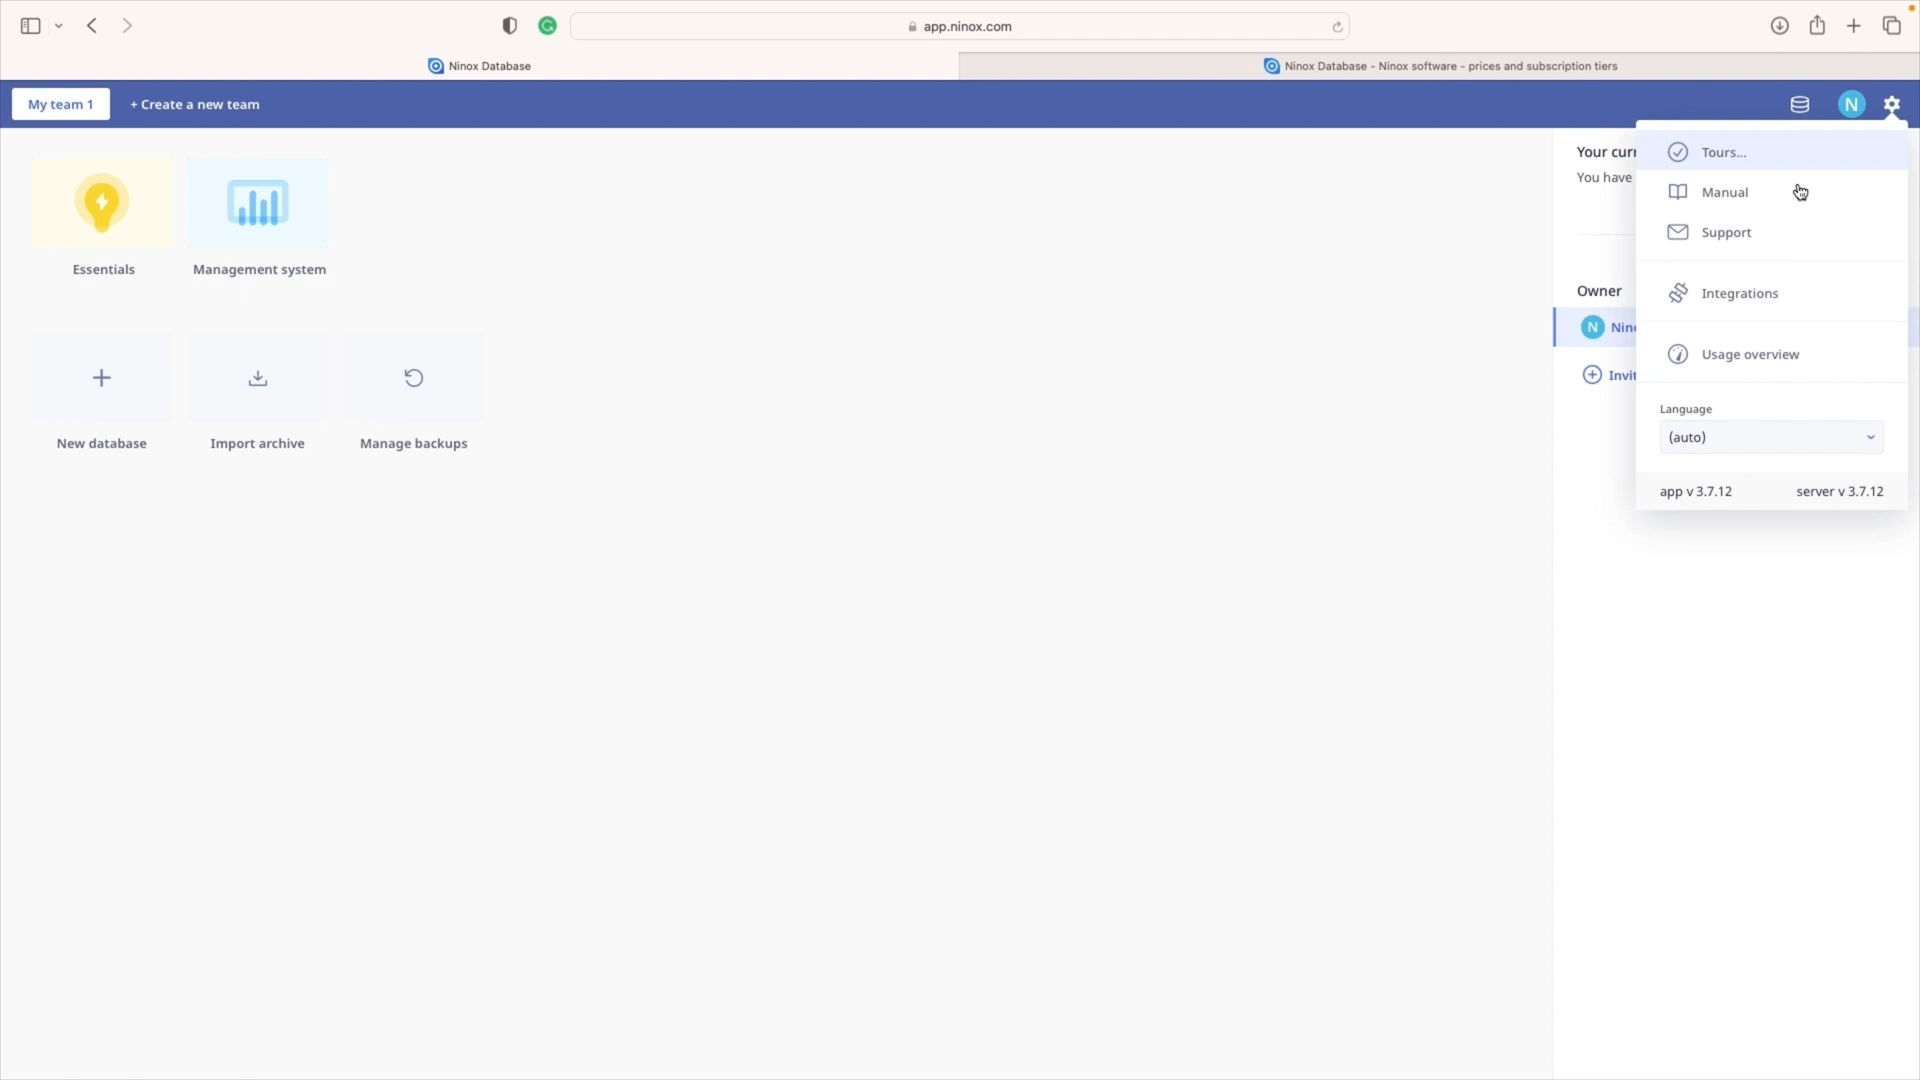 app.ninox.com
Ninox Database
Ninox Database - Ninox software - prices and subscription tiers
My team 1
+ Create a new team
N
Tours...
Manual
Support
Integrations
Usage overview
Language
(auto)
app v 3.7.12 server v 3.7.12
Your curr
You have
Owner
N Nin
Invit
Essentials
Management system
New database
Import archive
Manage backups